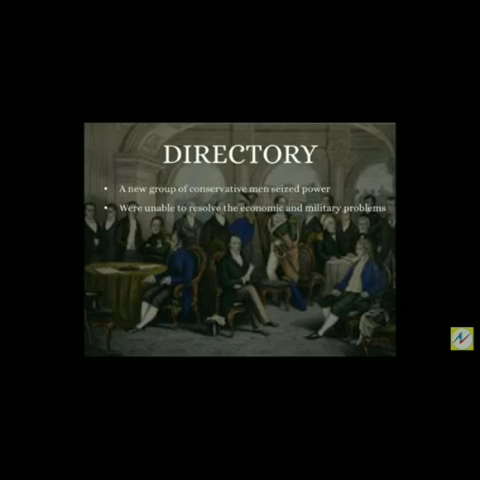 DIRECTORY
• A new group of conservative men seized power
• Were unable to resolve the economic and military problems